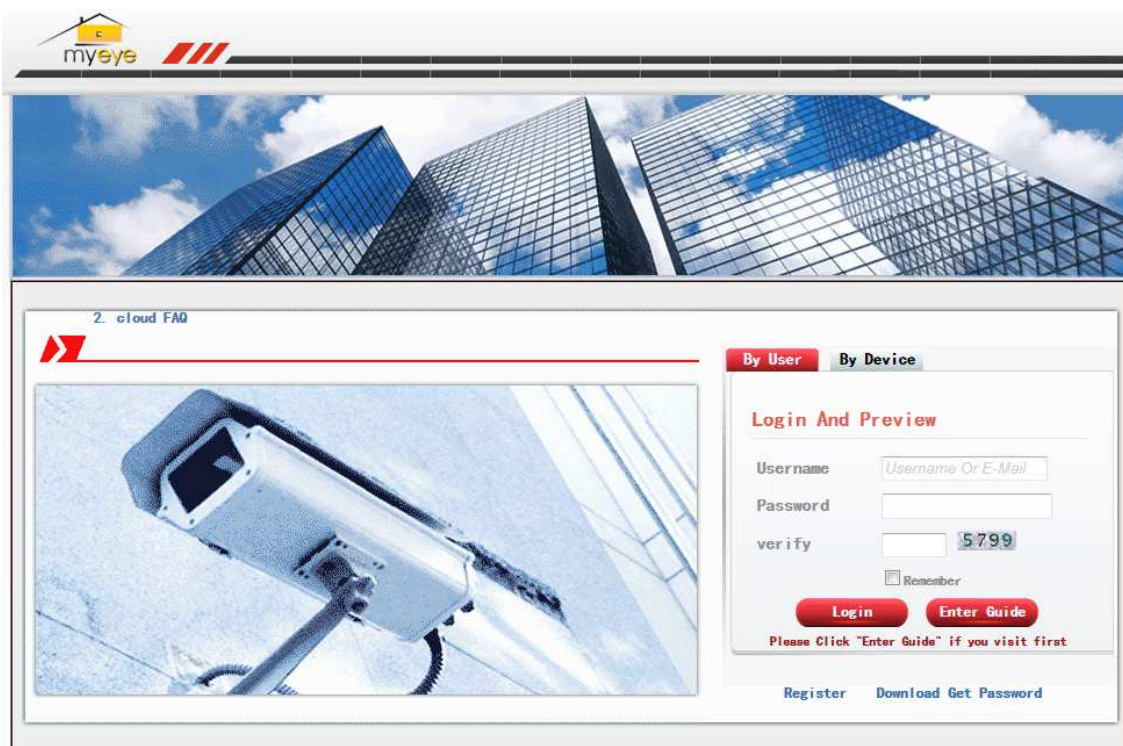 myeye
2. cloud FAQ
By User By Device
Login And Preview
Username Username Or E-Mail
Password
verify 5799
Remember
Login Enter Guide
Please Click "Enter Guide" if you visit first
Register Download Get Password